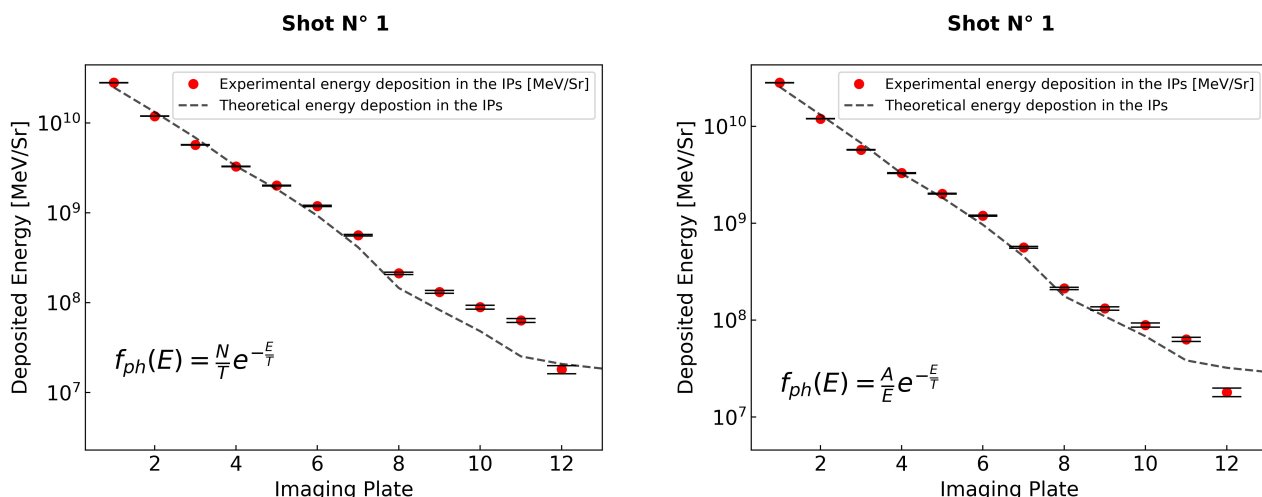 Shot N° 1
Experimental energy deposition in the IPs [MeV/Sr]
Theoretical energy depostion in the IPs
Deposited Energy [MeV/Sr]
10^10
10^9
10^8
10^7
f_ph(E) = N/T e^{-E/T}
2 4 6 8 10 12
Imaging Plate
Shot N° 1
Experimental energy deposition in the IPs [MeV/Sr]
Theoretical energy depostion in the IPs
Deposited Energy [MeV/Sr]
10^10
10^9
10^8
10^7
f_ph(E) = A/E e^{-E/T}
2 4 6 8 10 12
Imaging Plate